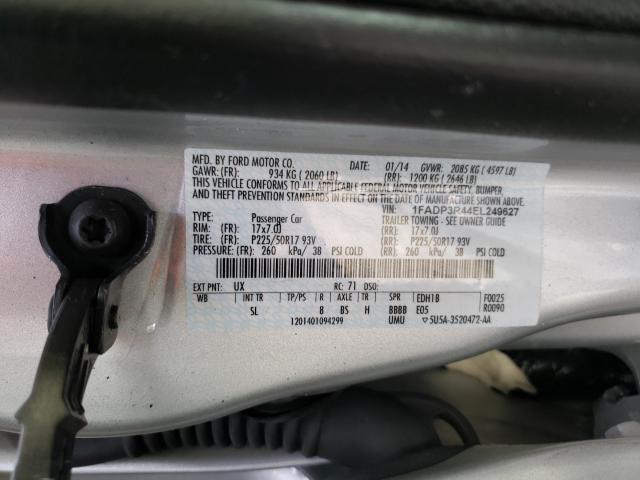 MFD. BY FORD MOTOR CO. DATE: 01/14 GVWR: 2085 KG ( 4597 LB)
GAWR: (FR): 934 KG ( 2060 LB) (RR): 1200 KG ( 2646 LB)
THIS VEHICLE CONFORMS TO ALL APPLICABLE FEDERAL MOTOR VEHICLE SAFETY, BUMPER,
AND THEFT PREVENTION STANDARDS IN EFFECT ON THE DATE OF MANUFACTURE SHOWN ABOVE.
VIN: 1FADP3R44EL249627
TYPE: Passenger Car TRAILER TOWING - SEE OWNER GUIDE
RIM: (FR): 17x7.0J (RR): 17x7.0J
TIRE: (FR): P225/50R17 93V (RR): P225/50R17 93V
PRESSURE: (FR): 260 kPa/ 38 PSI COLD (RR): 260 kPa/ 38 PSI COLD
EXT PNT: UX RC: 71 DSO:
WB INT TR TP/PS R AXLE TR SPR EDH18 F0025
SL 8 BS H BBBB E05 R0090
1201401094299 UMU ▽ 5U5A-3520472-AA